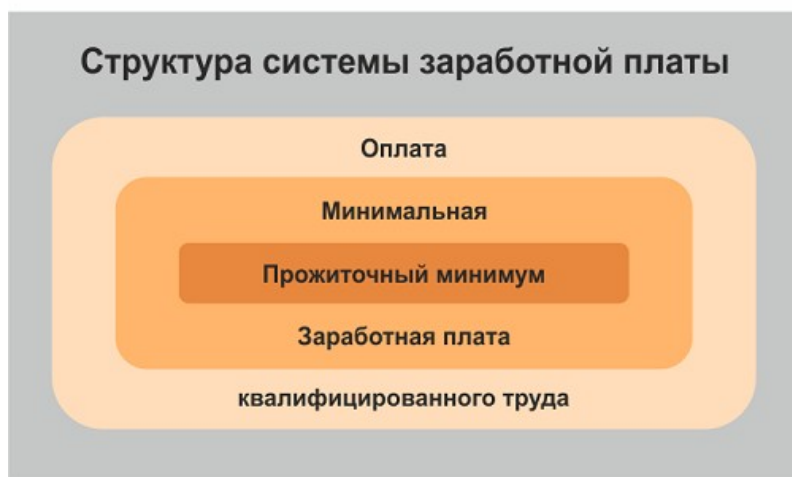 Структура системы заработной платы
Оплата
Минимальная
Прожиточный минимум
Заработная плата
квалифицированного труда